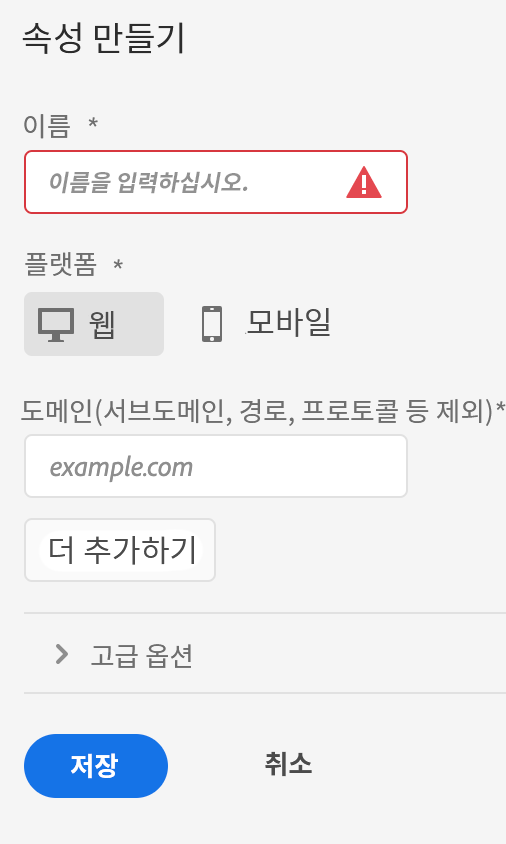 속성 만들기
이름 *
이름을 입력하십시오.
플랫폼 *
웹 모바일
도메인(서브도메인, 경로, 프로토콜 등 제외)*
example.com
더 추가하기
고급 옵션
저장 취소